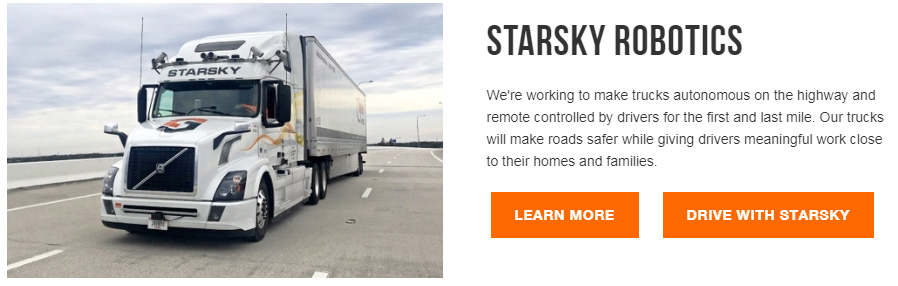 STARSKY ROBOTICS
STARSKY
We're working to make trucks autonomous on the highway and
remote controlled by drivers for the first and last mile. Our trucks
will make roads safer while giving drivers meaningful work close
to their homes and families.
LEARN MORE
DRIVE WITH STARSKY